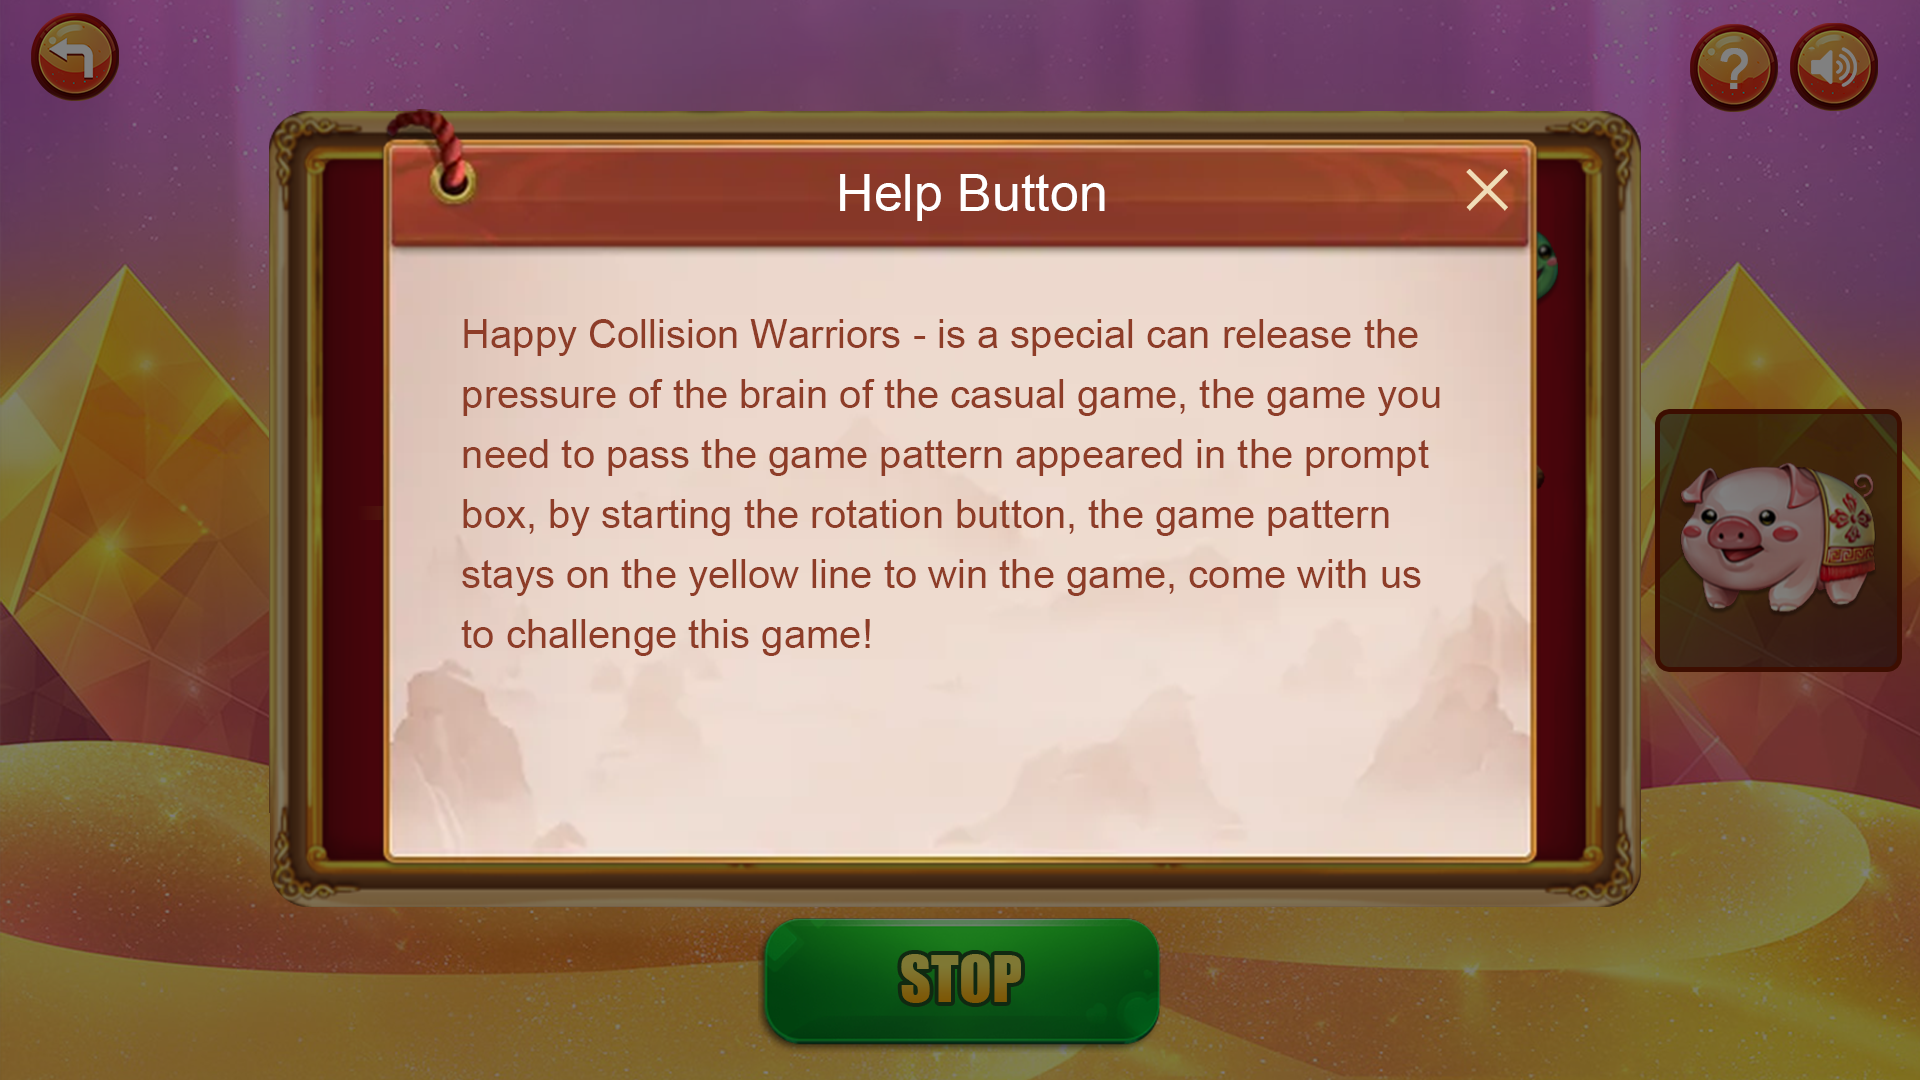 Help Button
Happy Collision Warriors - is a special can release the
pressure of the brain of the casual game, the game you
need to pass the game pattern appeared in the prompt
box, by starting the rotation button, the game pattern
stays on the yellow line to win the game, come with us
to challenge this game!
STOP